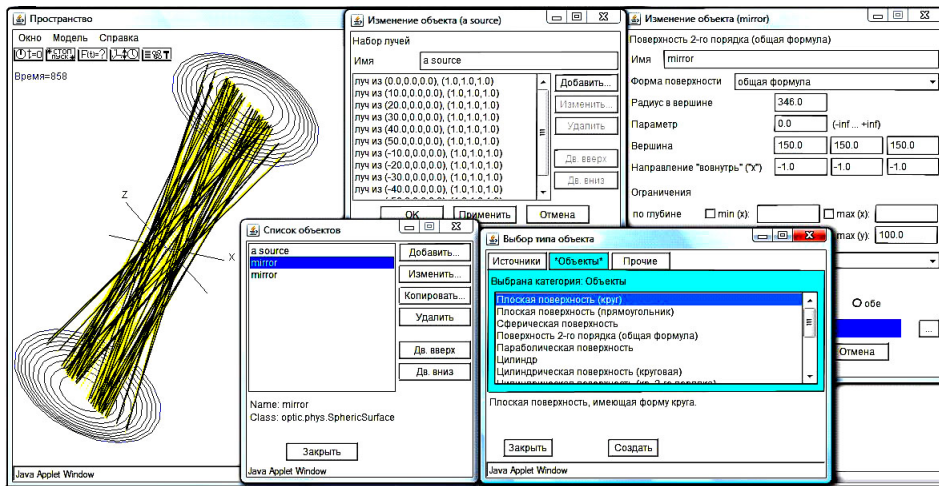 Пространство
Окно Модель Справка
t=0 СТОП ПУСК F(t)=?
Время=858
Z
X
Java Applet Window
Изменение объекта (a source)
Набор лучей
Имя a source
луч из (0.0,0.0,0.0), (1.0,1.0,1.0)
луч из (10.0,0.0,0.0), (1.0,1.0,1.0)
луч из (20.0,0.0,0.0), (1.0,1.0,1.0)
луч из (30.0,0.0,0.0), (1.0,1.0,1.0)
луч из (40.0,0.0,0.0), (1.0,1.0,1.0)
луч из (50.0,0.0,0.0), (1.0,1.0,1.0)
луч из (-10.0,0.0,0.0), (1.0,1.0,1.0)
луч из (-20.0,0.0,0.0), (1.0,1.0,1.0)
луч из (-30.0,0.0,0.0), (1.0,1.0,1.0)
луч из (-40.0,0.0,0.0), (1.0,1.0,1.0)
Добавить...
Изменить...
Удалить
Дв. вверх
Дв. вниз
OK Применить Отмена
Изменение объекта (mirror)
Поверхность 2-го порядка (общая формула)
Имя mirror
Форма поверхности общая формула
Радиус в вершине 346.0
Параметр 0.0 (-inf ... +inf)
Вершина 150.0 150.0 150.0
Направление "вовнутрь" ("x") -1.0 -1.0 -1.0
Ограничения
по глубине min (x): max (x):
max (y): 100.0
обе
...
Отмена
Список объектов
a source
mirror
mirror
Добавить...
Изменить...
Копировать...
Удалить
Дв. вверх
Дв. вниз
Name: mirror
Class: optic.phys.SphericSurface
Закрыть
Java Applet Window
Выбор типа объекта
Источники *Объекты* Прочие
Выбрана категория: Объекты
Плоская поверхность (круг)
Плоская поверхность (прямоугольник)
Сферическая поверхность
Поверхность 2-го порядка (общая формула)
Параболическая поверхность
Цилиндр
Цилиндрическая поверхность (круговая)
Плоская поверхность, имеющая форму круга.
Закрыть Создать
Java Applet Window